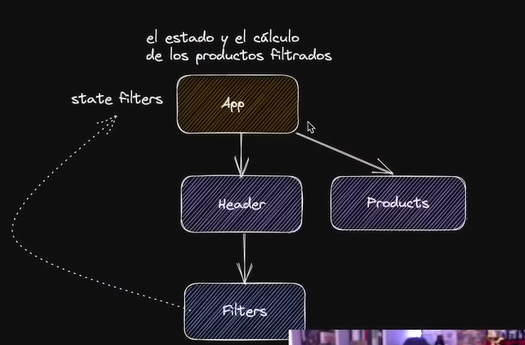 el estado y el cálculo
de los productos filtrados
state filters
App
Header
Products
Filters